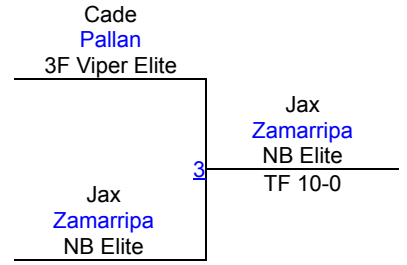 Cade
Pallan
3F Viper Elite
3
Jax
Zamarripa
NB Elite
Jax
Zamarripa
NB Elite
TF 10-0